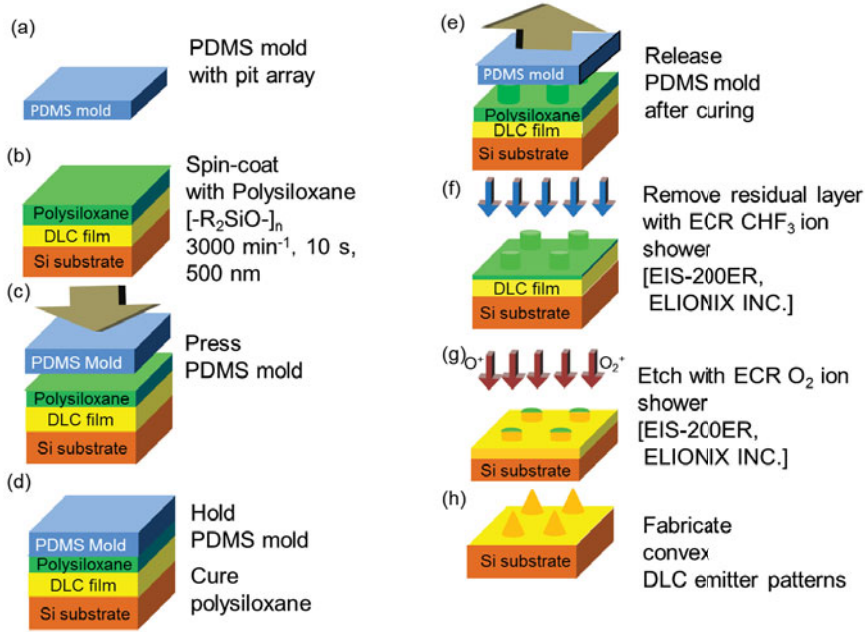 (a)
PDMS mold
with pit array
PDMS mold
(b)
Spin-coat
with Polysiloxane
[-R₂SiO-]ₙ
3000 min⁻¹, 10 s,
500 nm
Polysiloxane
DLC film
Si substrate
(c)
Press
PDMS mold
PDMS Mold
Polysiloxane
DLC film
Si substrate
(d)
Hold
PDMS mold
Cure
polysiloxane
PDMS Mold
Polysiloxane
DLC film
Si substrate
(e)
Release
PDMS mold
after curing
PDMS mold
Polysiloxane
DLC film
Si substrate
(f)
Remove residual layer
with ECR CHF₃ ion
shower
[EIS-200ER,
ELIONIX INC.]
DLC film
Si substrate
(g)
O⁺
O₂⁺
Etch with ECR O₂ ion
shower
[EIS-200ER,
ELIONIX INC.]
Si substrate
(h)
Fabricate
convex
DLC emitter patterns
Si substrate